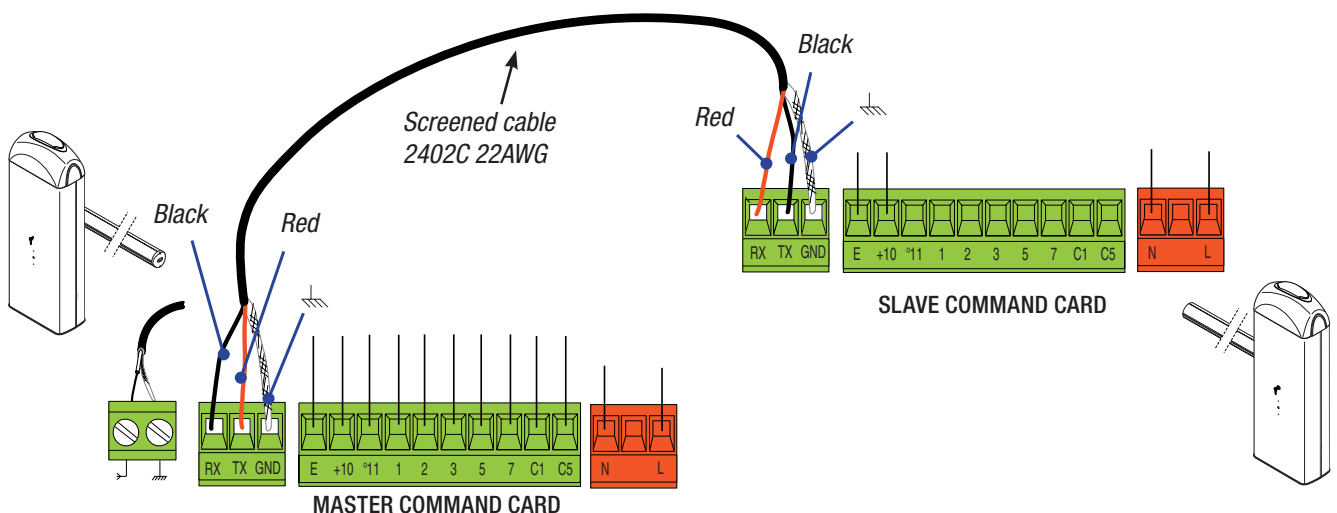 Black
Red
Screened cable
2402C 22AWG
RX TX GND
E +10 °11 1 2 3 5 7 C1 C5
N L
SLAVE COMMAND CARD
Black
Red
RX TX GND
E +10 °11 1 2 3 5 7 C1 C5
N L
MASTER COMMAND CARD